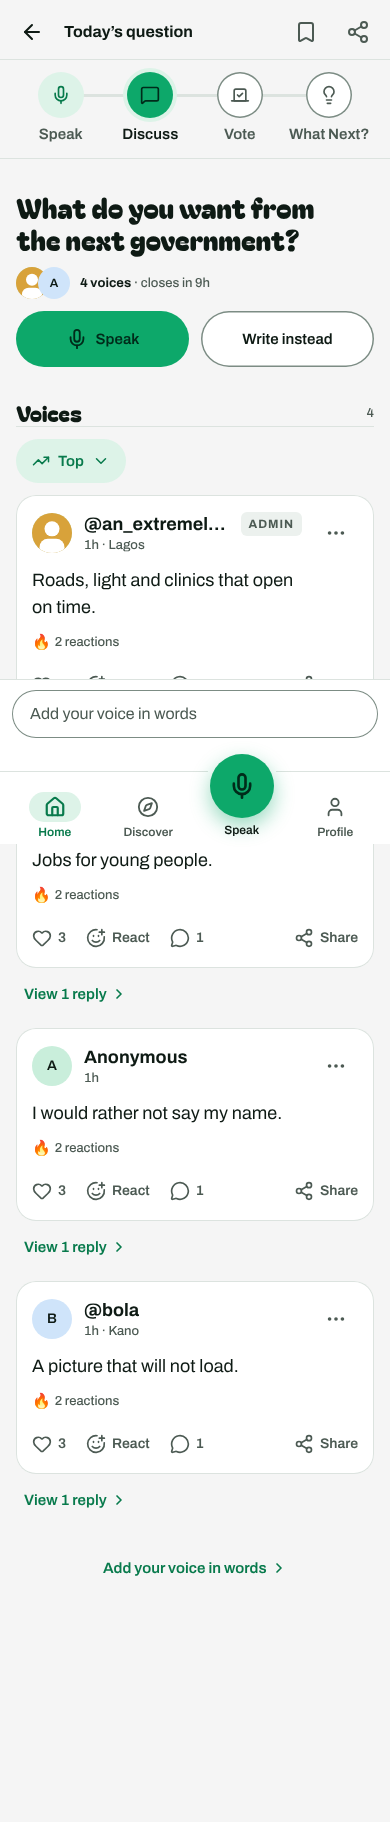 Today's question
Speak
Discuss
Vote
What Next?
What do you want from
the next government?
A
4 voices · closes in 9h
Speak
Write instead
Voices
4
Top
@an_extremel...
ADMIN
1h · Lagos
Roads, light and clinics that open
on time.
🔥 2 reactions
Add your voice in words
Home
Discover
Speak
Profile
Jobs for young people.
🔥 2 reactions
3
React
1
Share
View 1 reply
A
Anonymous
1h
I would rather not say my name.
🔥 2 reactions
3
React
1
Share
View 1 reply
B
@bola
1h · Kano
A picture that will not load.
🔥 2 reactions
3
React
1
Share
View 1 reply
Add your voice in words